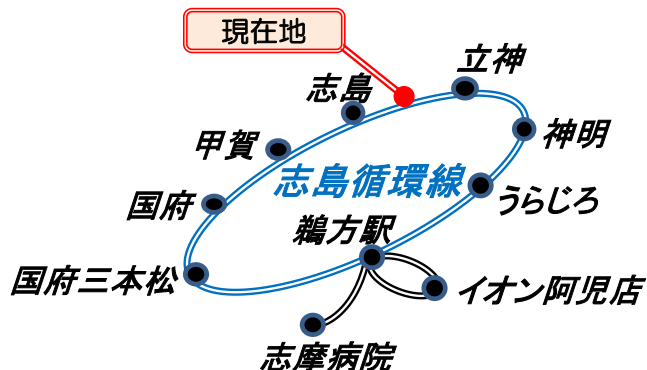 現在地
立神
志島
神明
甲賀
志島循環線
うらじろ
国府
鵜方駅
国府三本松
イオン阿児店
志摩病院